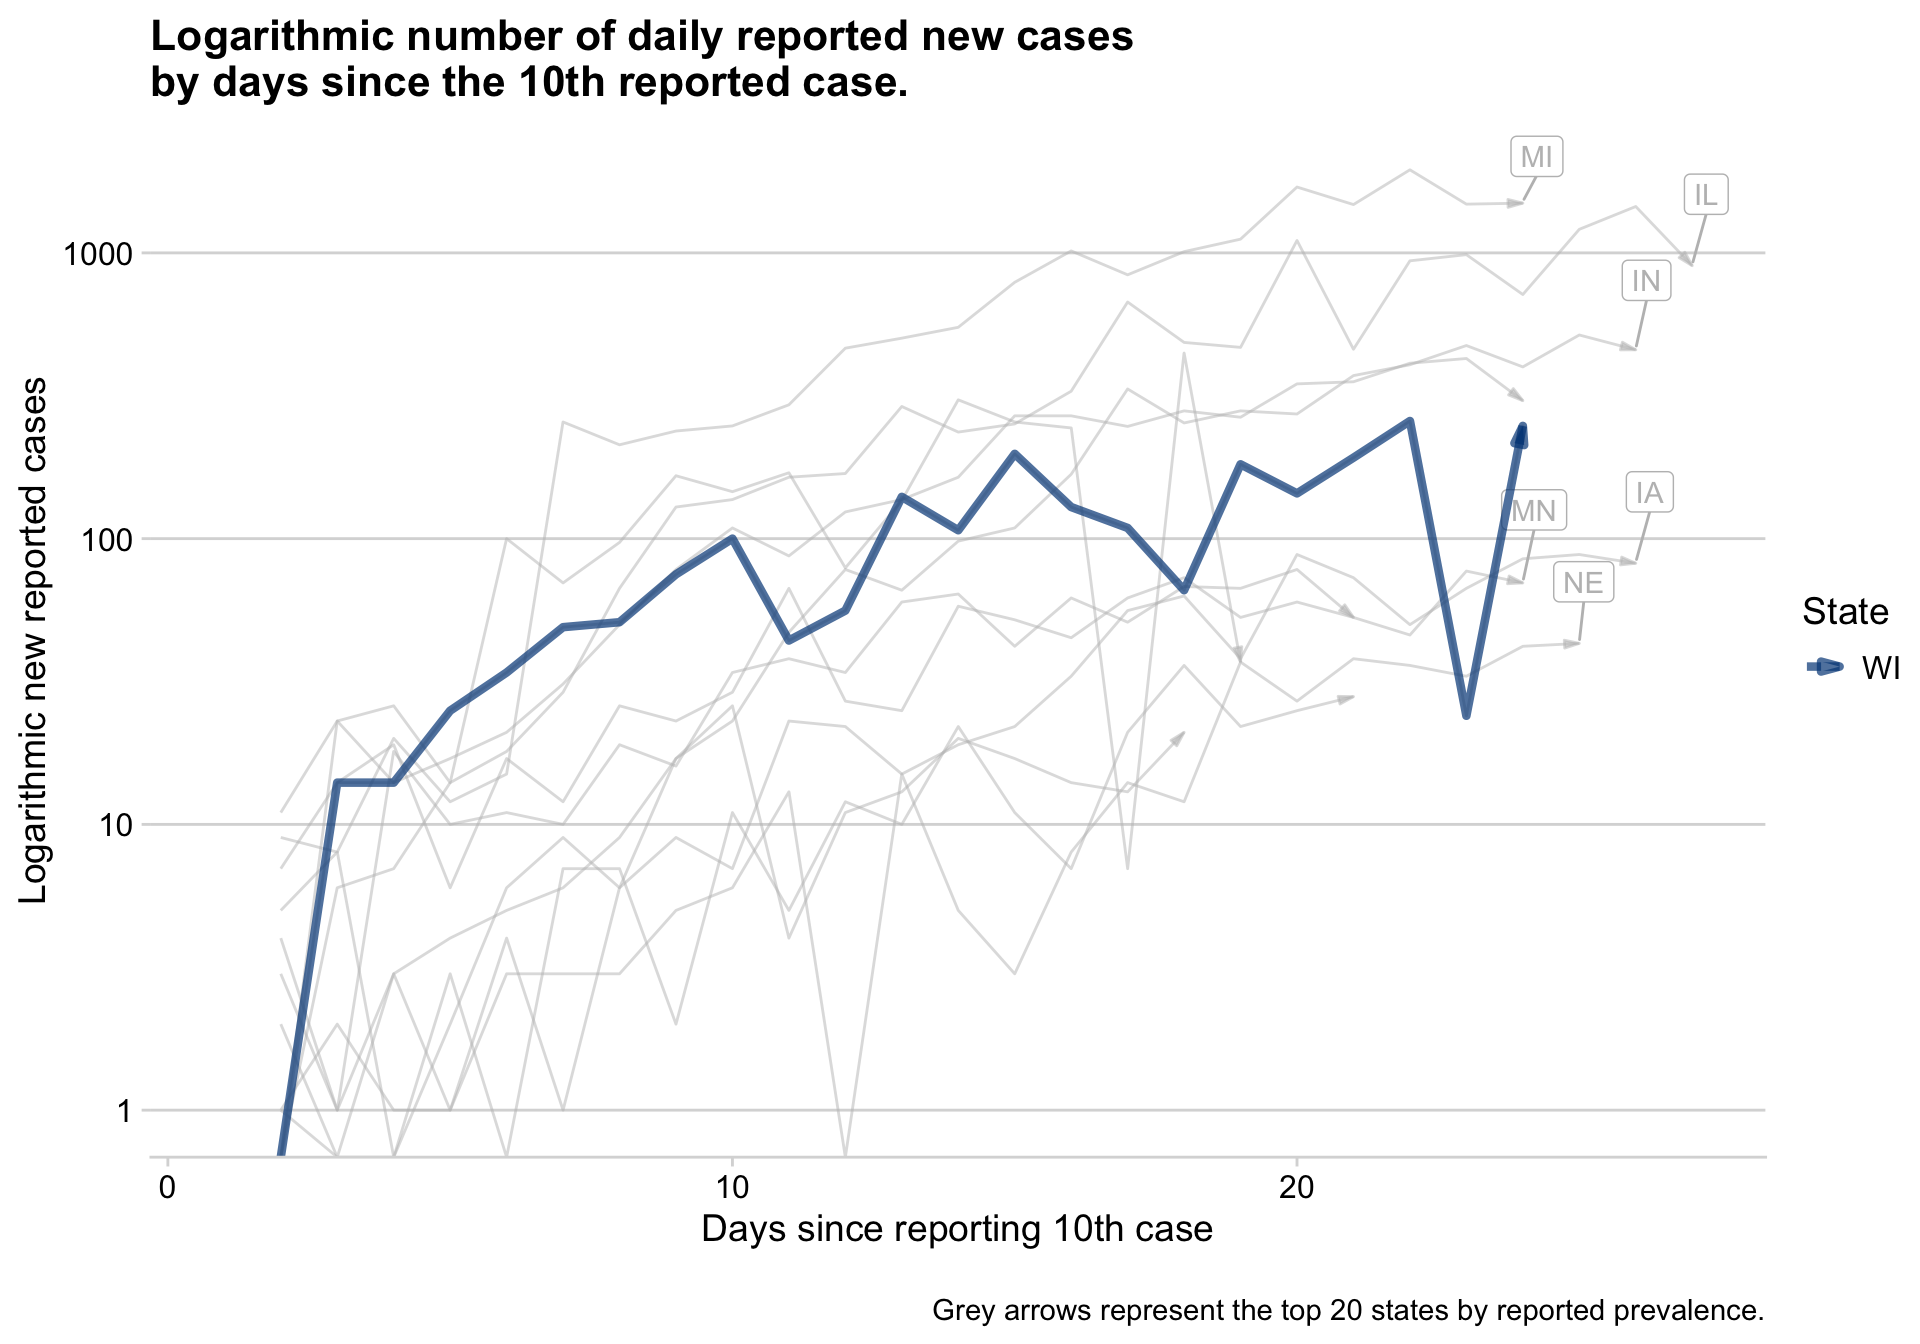 Logarithmic number of daily reported new cases
by days since the 10th reported case.
MI
IL
1000
IN
IA
MN
100
NE
State
WI
10
1
0
10
20
Logarithmic new reported cases
Days since reporting 10th case
Grey arrows represent the top 20 states by reported prevalence.